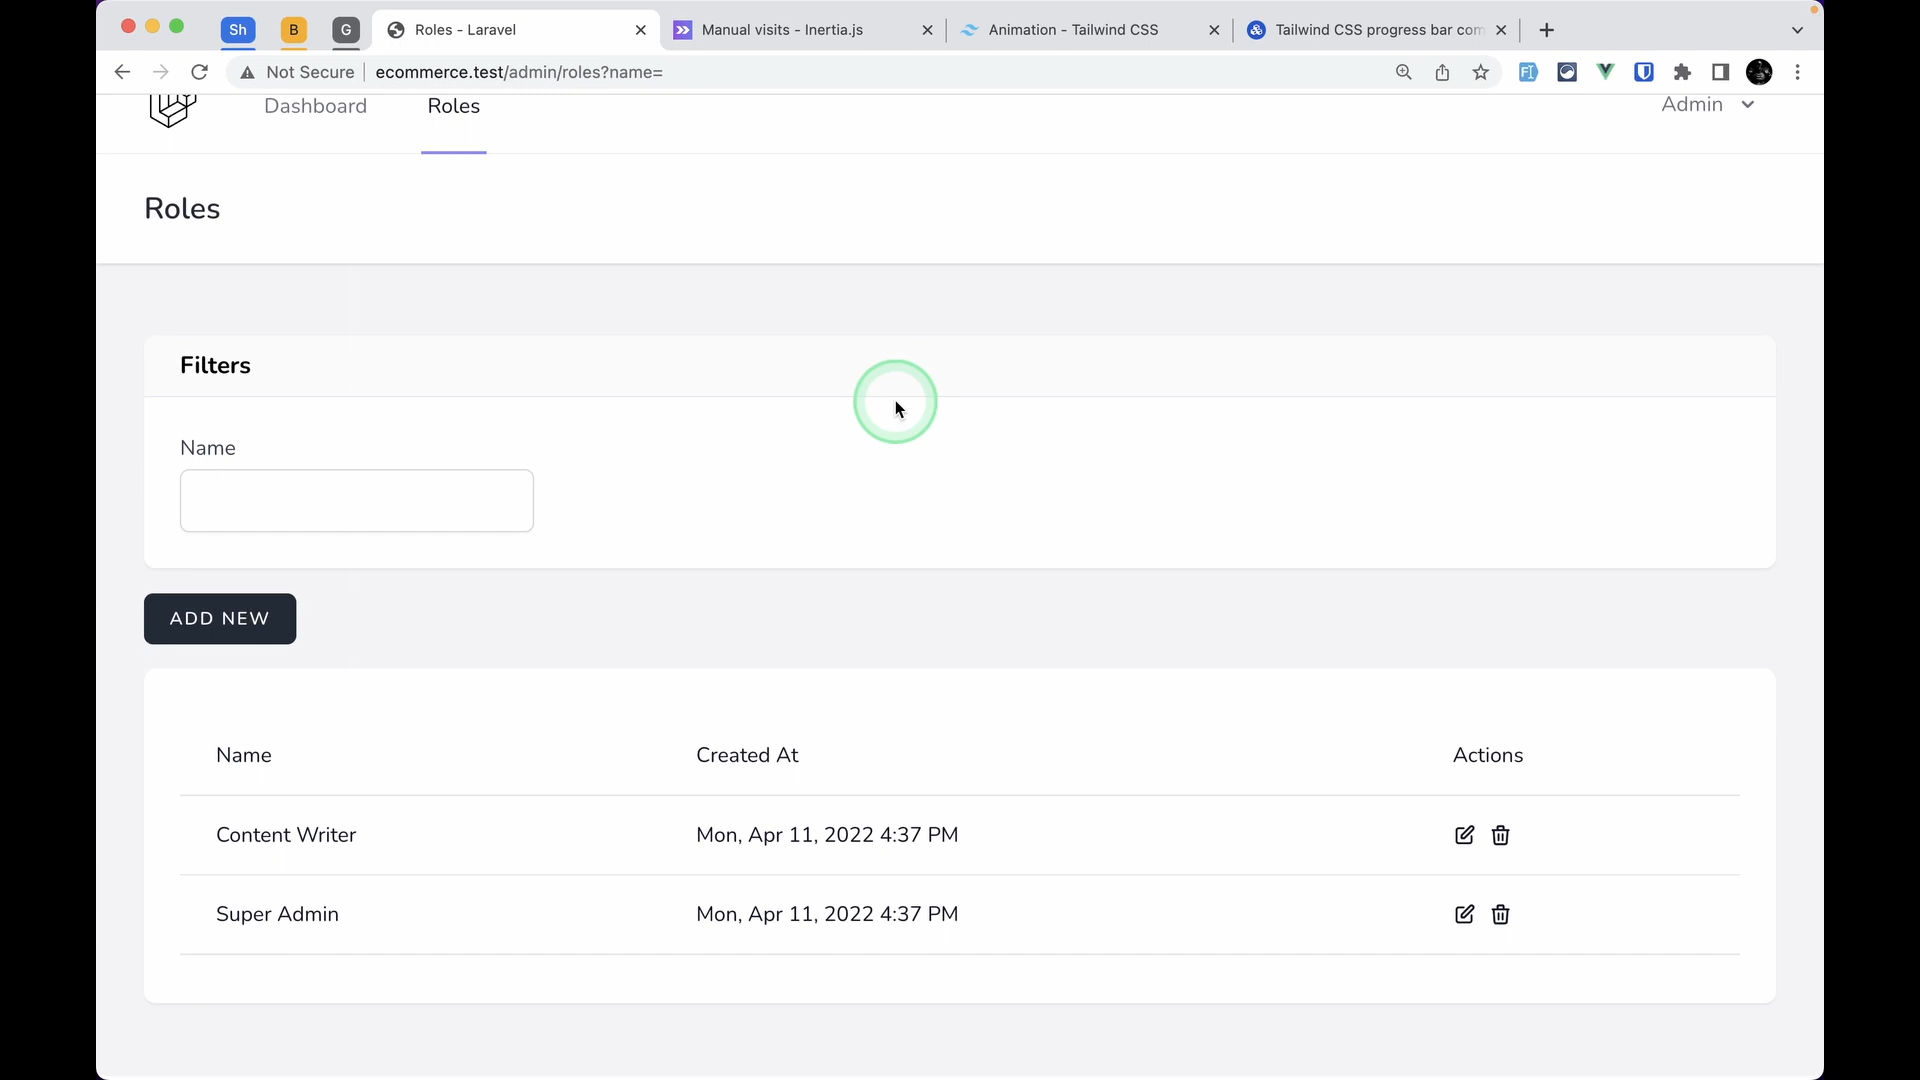 Sh
B
G
Roles - Laravel
Manual visits - Inertia.js
Animation - Tailwind CSS
Tailwind CSS progress bar com
Not Secure
ecommerce.test/admin/roles?name=
Dashboard
Roles
Admin
Roles
Filters
Name
ADD NEW
Name Created At Actions
Content Writer Mon, Apr 11, 2022 4:37 PM
Super Admin Mon, Apr 11, 2022 4:37 PM